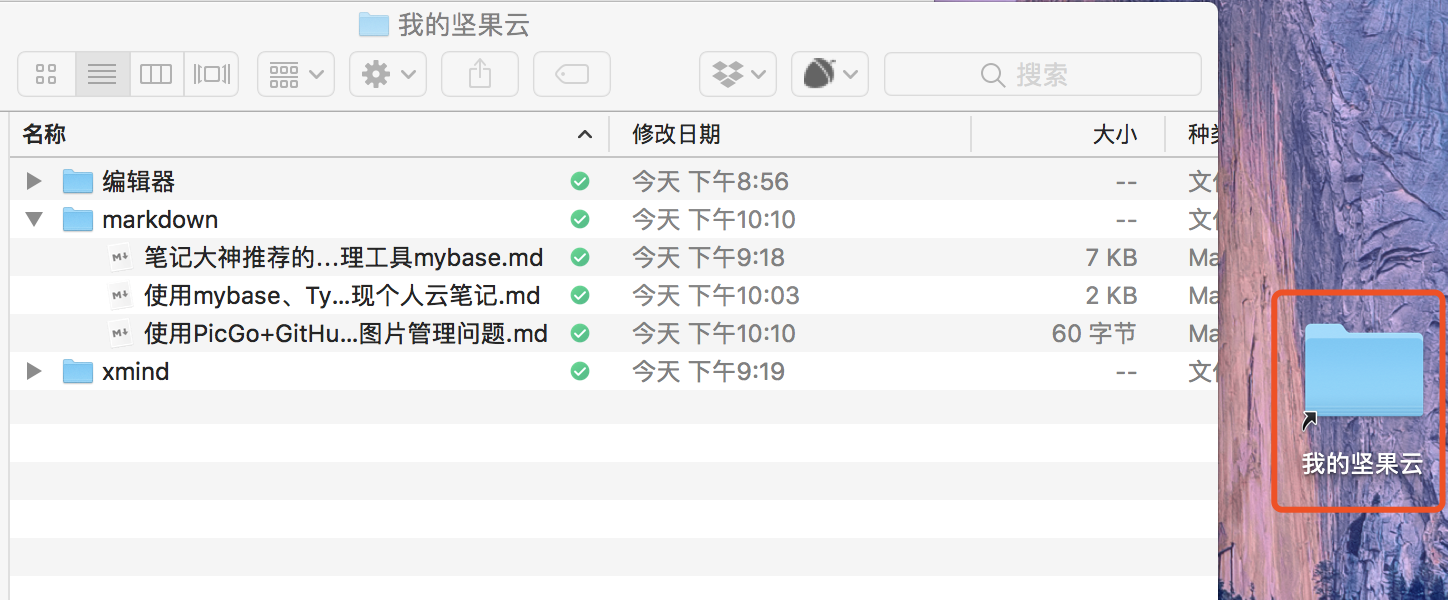 我的坚果云
搜索
名称 修改日期 大小 种类
编辑器 今天 下午8:56 --
markdown 今天 下午10:10 --
笔记大神推荐的…理工具mybase.md 今天 下午9:18 7 KB Ma
使用mybase、Ty…现个人云笔记.md 今天 下午10:03 2 KB Ma
使用PicGo+GitHu…图片管理问题.md 今天 下午10:10 60 字节 Ma
xmind 今天 下午9:19 --
我的坚果云